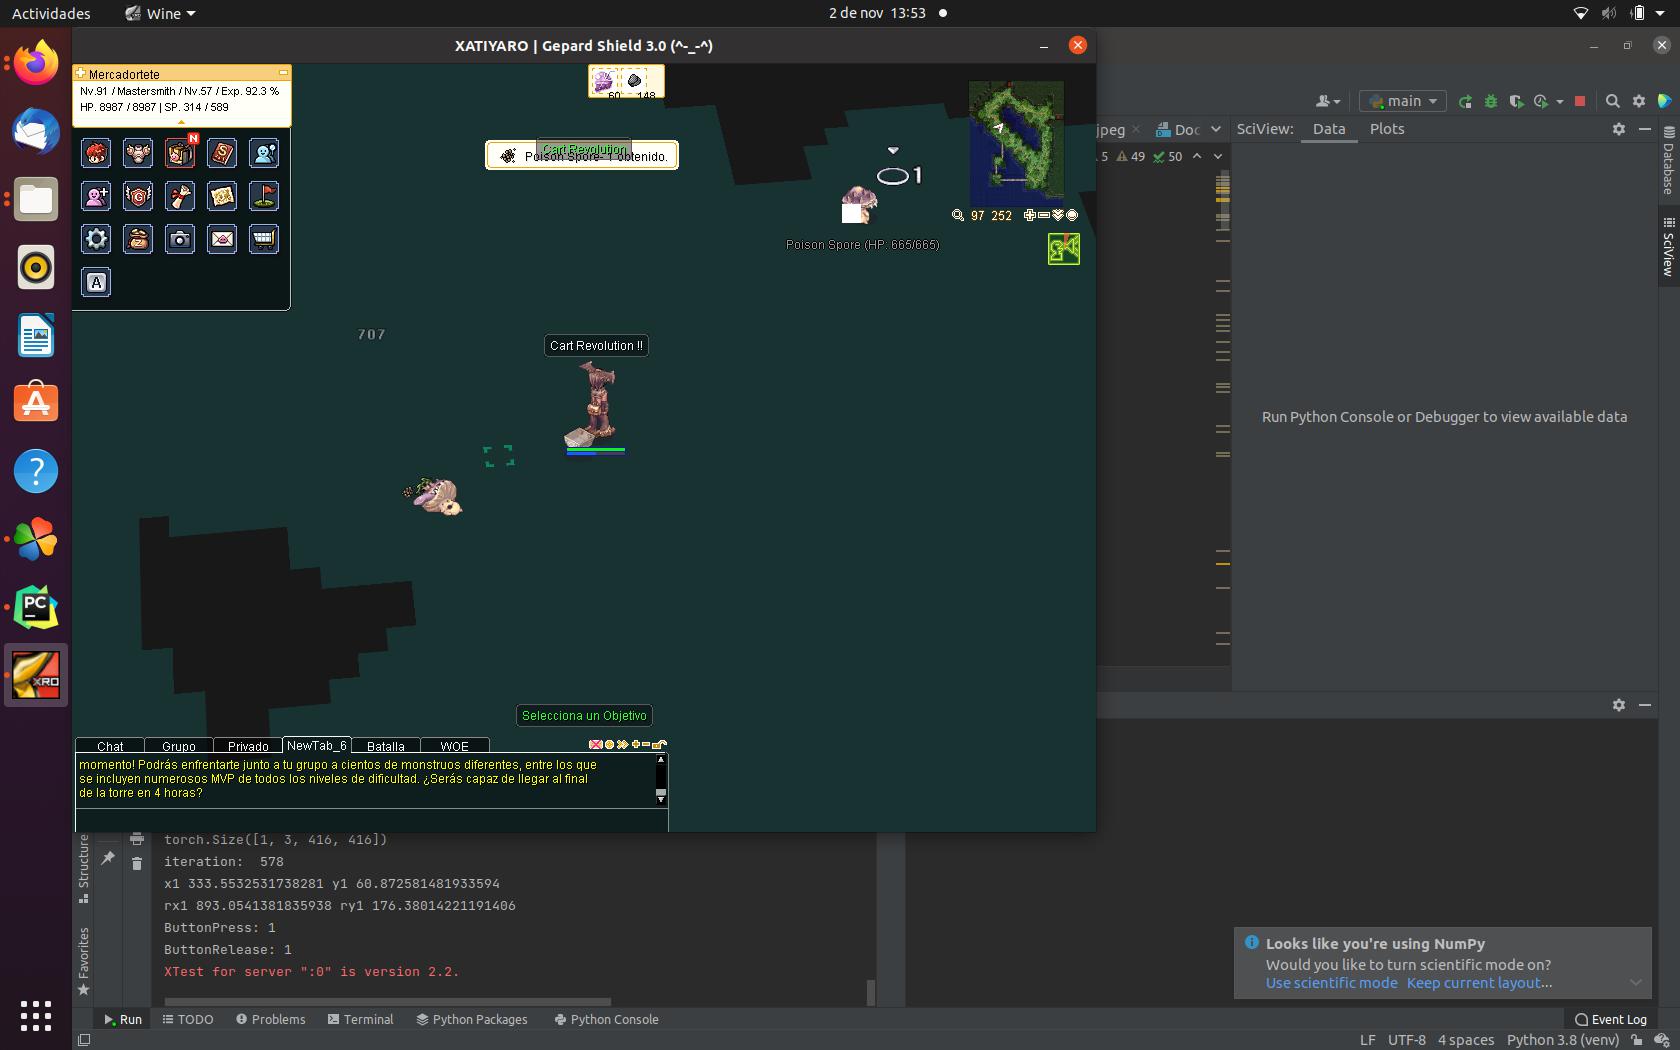 Actividades
Wine
2 de nov 13:53
XATIYARO | Gepard Shield 3.0 (^-_-^)
Mercadortete
Nv.91 / Mastersmith / Nv.57 / Exp. 92.3 %
HP. 8987 / 8987 | SP. 314 / 589
N
A
60 148
Cart Revolution
Poison Spore- 1 obtenido.
1
97 252
Poison Spore (HP: 665/665)
707
Cart Revolution !!
Selecciona un Objetivo
Chat Grupo Privado NewTab_6 Batalla WOE
momento! Podrás enfrentarte junto a tu grupo a cientos de monstruos diferentes, entre los que
se incluyen numerosos MVP de todos los niveles de dificultad. ¿Serás capaz de llegar al final
de la torre en 4 horas?
main
jpeg
Doc
SciView: Data Plots
5 49 50
Database
SciView
Run Python Console or Debugger to view available data
PC
XRO
torch.Size([1, 3, 416, 416])
iteration: 578
x1 333.5532531738281 y1 60.872581481933594
rx1 893.0541381835938 ry1 176.38014221191406
ButtonPress: 1
ButtonRelease: 1
XTest for server ":0" is version 2.2.
Structure
Favorites
Looks like you're using NumPy
Would you like to turn scientific mode on?
Use scientific mode Keep current layout...
Run TODO Problems Terminal Python Packages Python Console
Event Log
LF UTF-8 4 spaces Python 3.8 (venv)